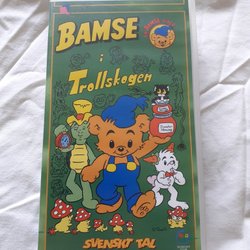 BAMSE
i
Trollskogen
SVENSKT TAL